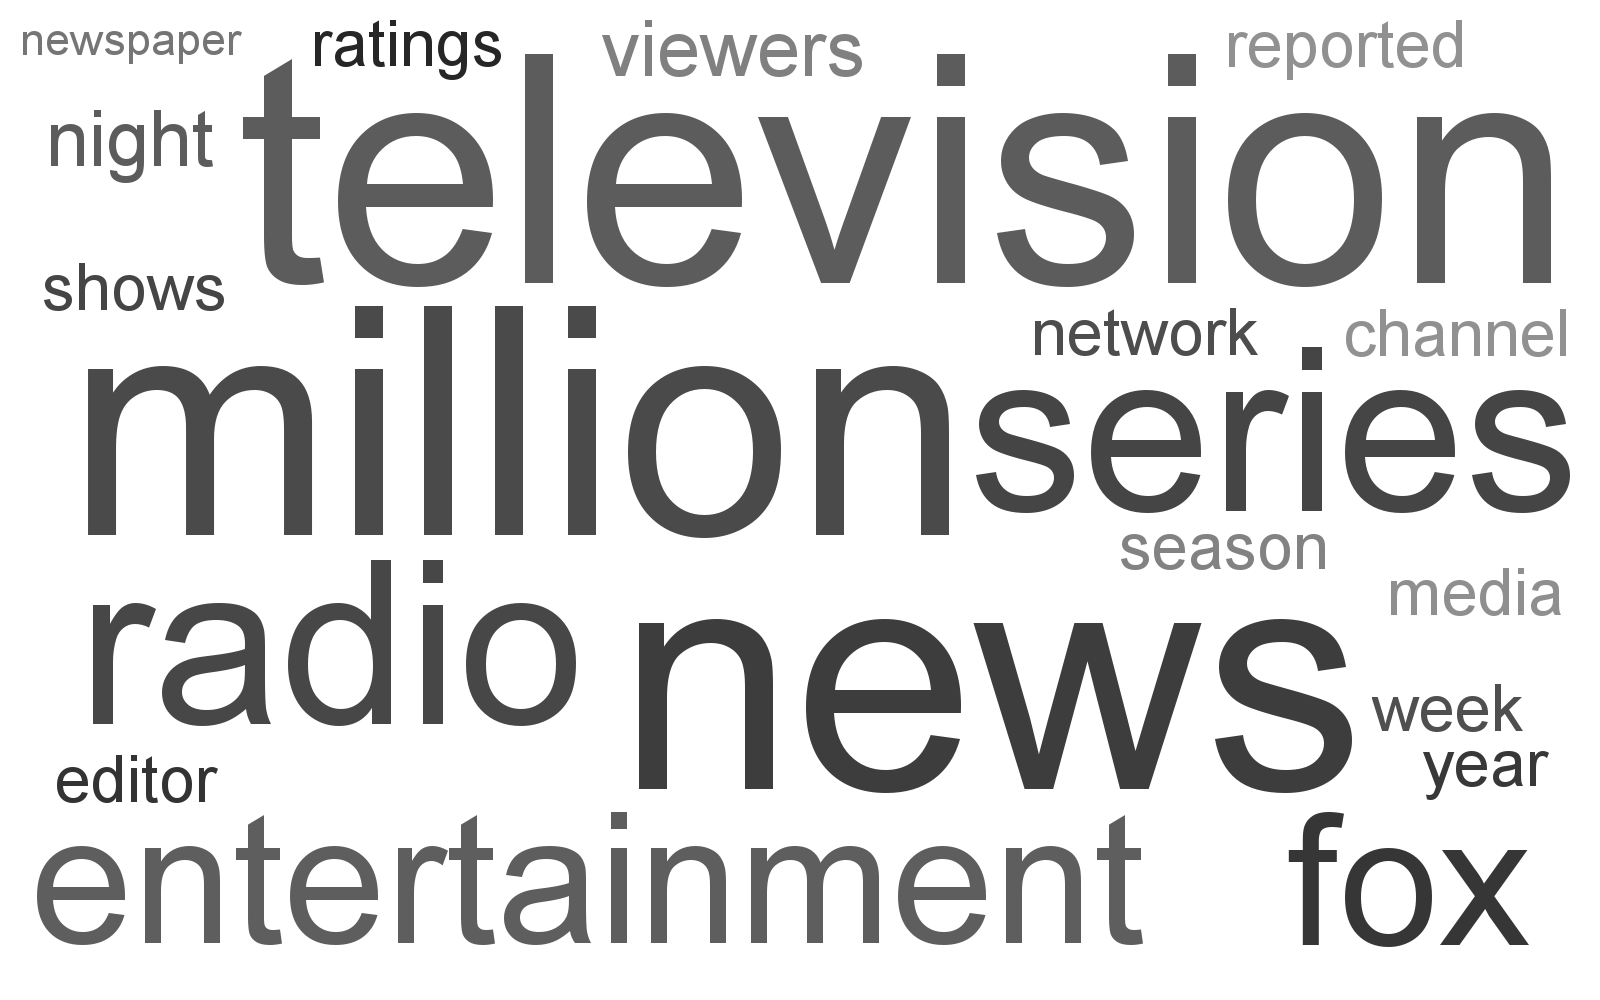 newspaper ratings viewers reported
night television
shows
network channel
million series
season
media
radio news
week
year
editor
entertainment fox